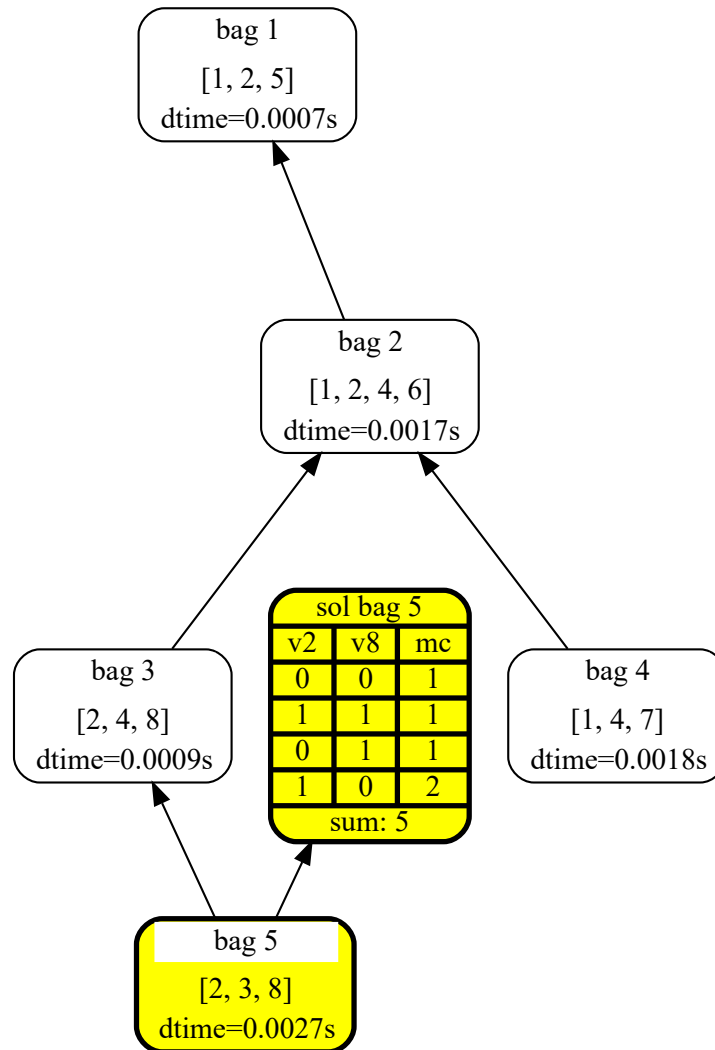 bag 1
[1, 2, 5]
dtime=0.0007s
bag 2
[1, 2, 4, 6]
dtime=0.0017s
bag 3
[2, 4, 8]
dtime=0.0009s
sol bag 5
v2 v8 mc
0 0 1
1 1 1
0 1 1
1 0 2
sum: 5
bag 4
[1, 4, 7]
dtime=0.0018s
bag 5
[2, 3, 8]
dtime=0.0027s